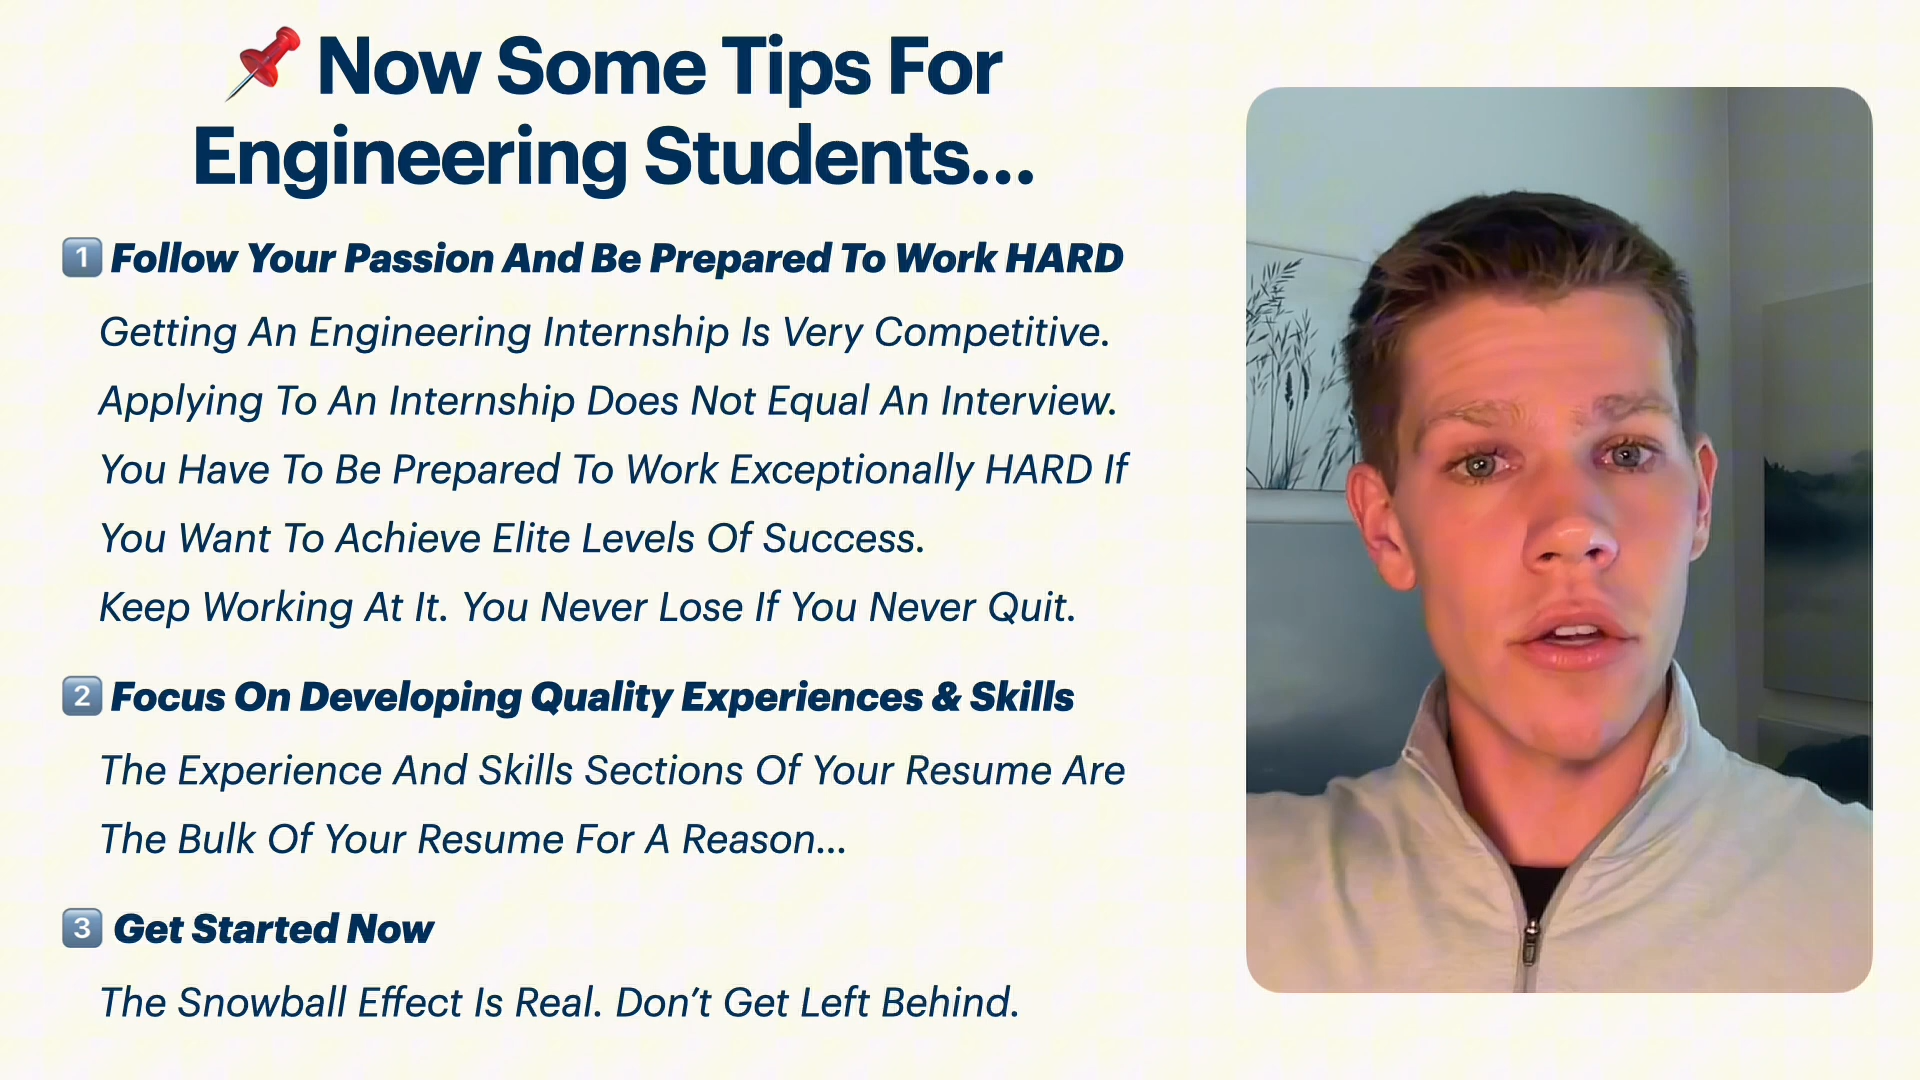 📌 Now Some Tips For
Engineering Students...
1️⃣ Follow Your Passion And Be Prepared To Work HARD
Getting An Engineering Internship Is Very Competitive.
Applying To An Internship Does Not Equal An Interview.
You Have To Be Prepared To Work Exceptionally HARD If
You Want To Achieve Elite Levels Of Success.
Keep Working At It. You Never Lose If You Never Quit.
2️⃣ Focus On Developing Quality Experiences & Skills
The Experience And Skills Sections Of Your Resume Are
The Bulk Of Your Resume For A Reason...
3️⃣ Get Started Now
The Snowball Effect Is Real. Don’t Get Left Behind.